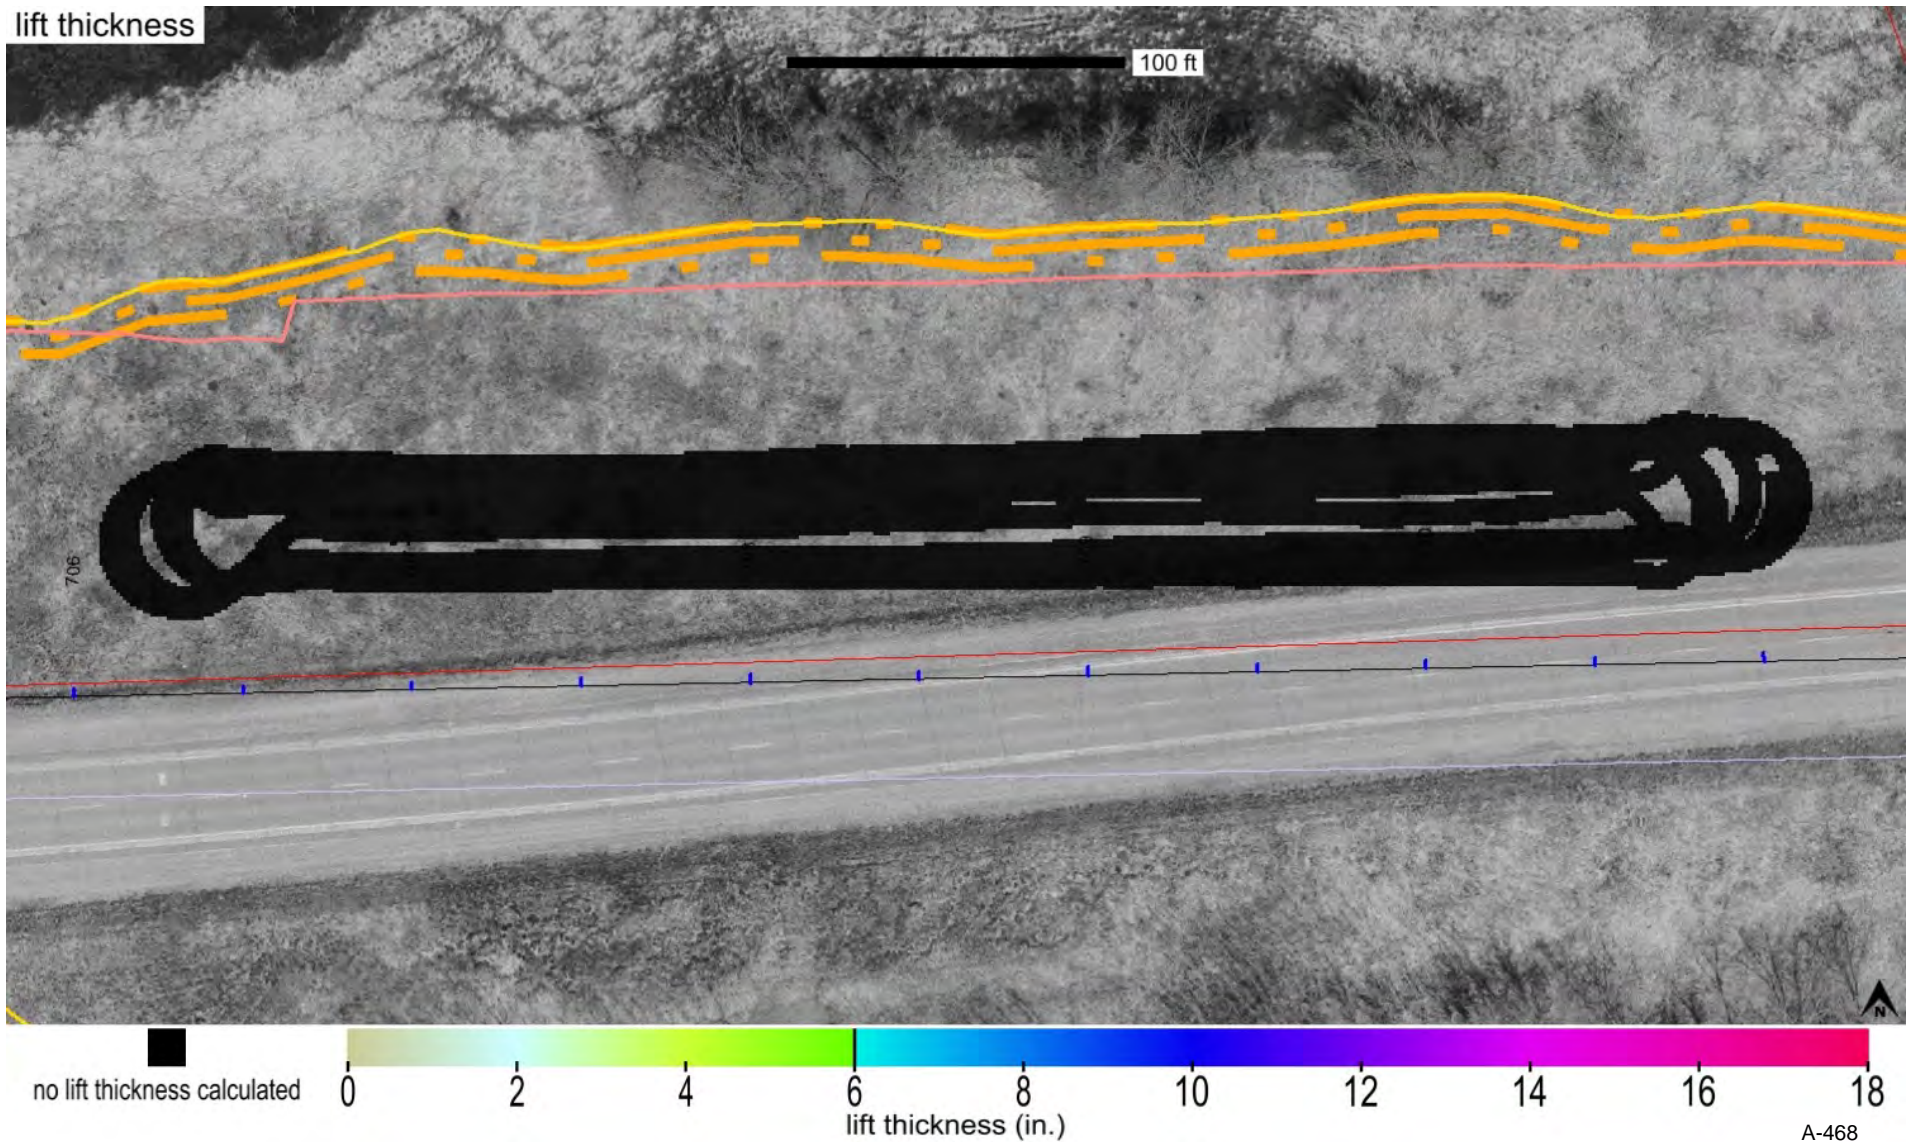 lift thickness
100 ft
706
N
no lift thickness calculated
0 2 4 6 8 10 12 14 16 18
lift thickness (in.)
A-468